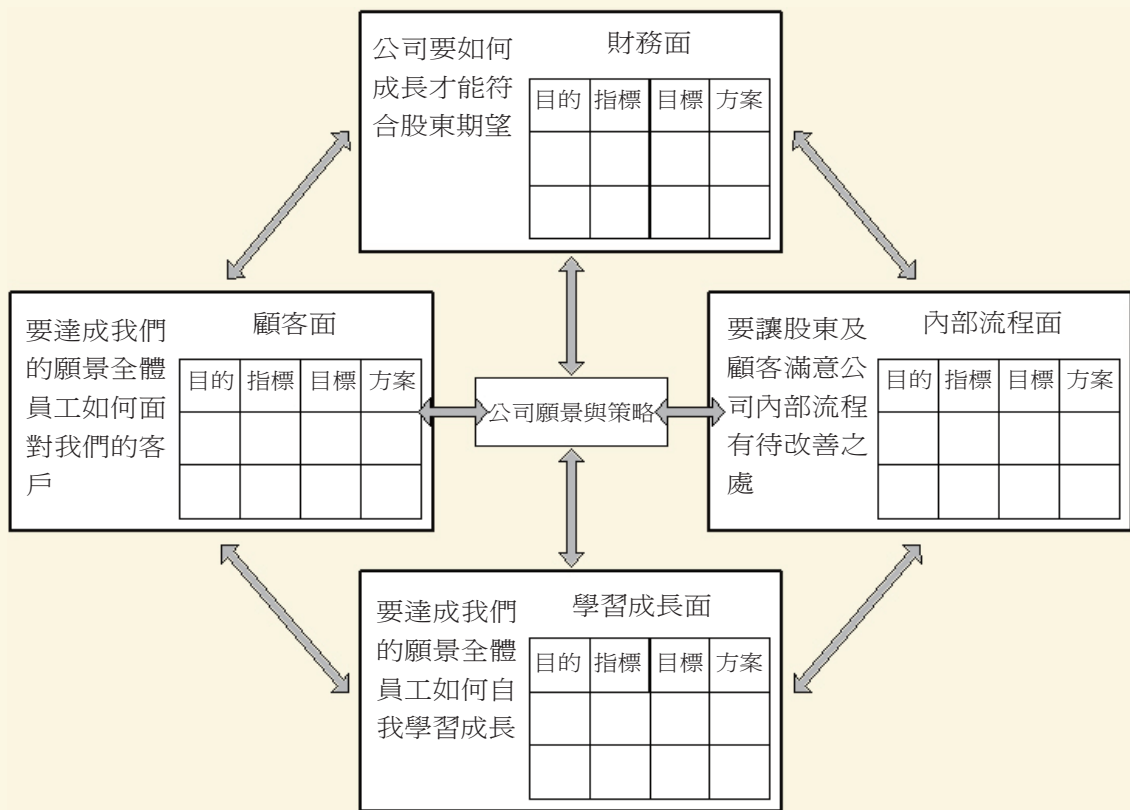 財務面
公司要如何
成長才能符
合股東期望
目的 指標 目標 方案
顧客面
要達成我們
的願景全體
員工如何面
對我們的客
戶
目的 指標 目標 方案
公司願景與策略
內部流程面
要讓股東及
顧客滿意公
司內部流程
有待改善之
處
目的 指標 目標 方案
學習成長面
要達成我們
的願景全體
員工如何自
我學習成長
目的 指標 目標 方案